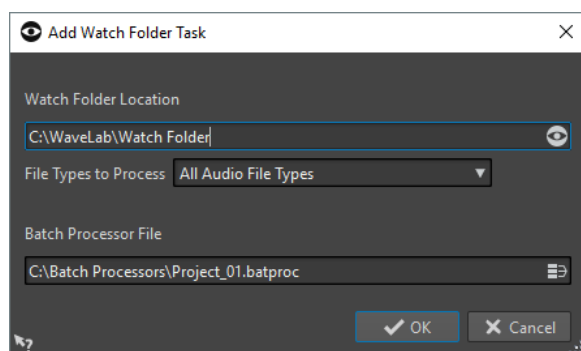 Add Watch Folder Task
Watch Folder Location
C:\WaveLab\Watch Folder
File Types to Process All Audio File Types
Batch Processor File
C:\Batch Processors\Project_01.batproc
OK Cancel
?